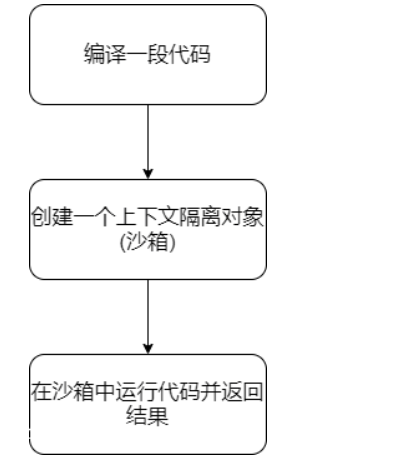 编译一段代码
创建一个上下文隔离对象
(沙箱)
在沙箱中运行代码并返回
结果